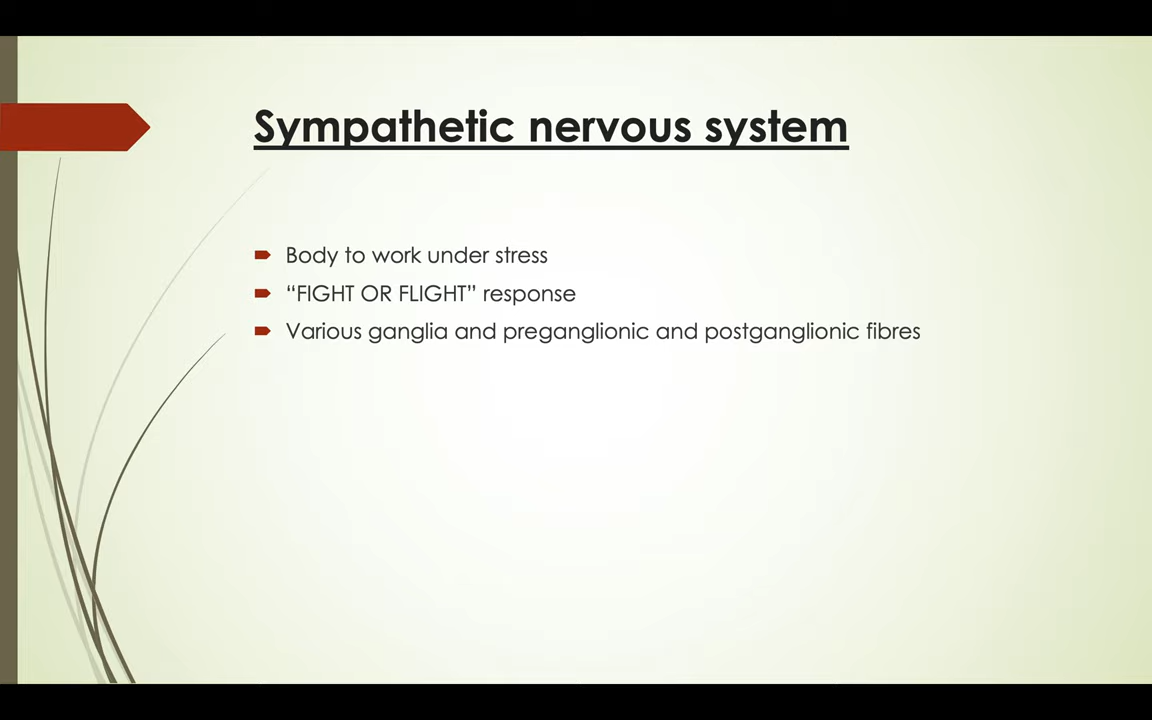 Sympathetic nervous system
Body to work under stress
“FIGHT OR FLIGHT” response
Various ganglia and preganglionic and postganglionic fibres